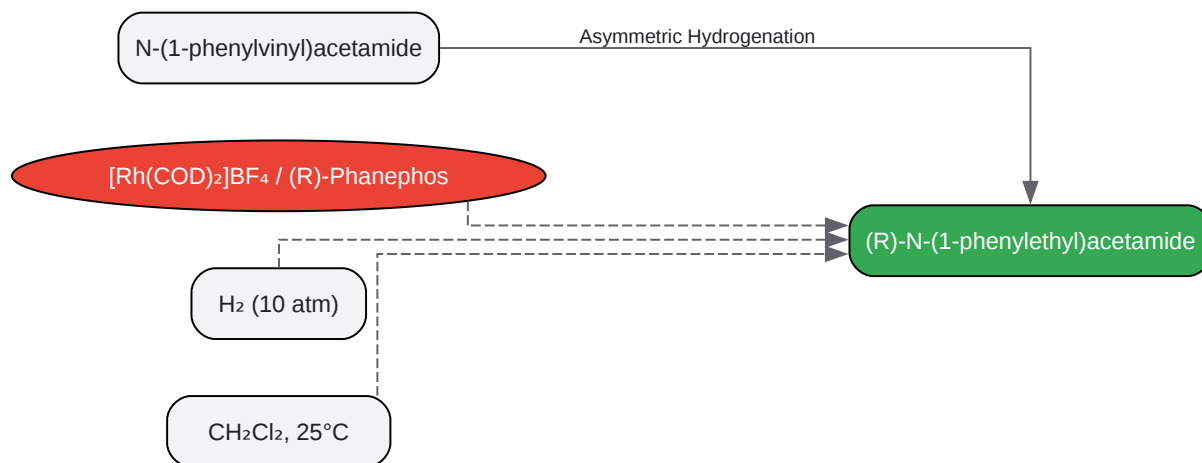 N-(1-phenylvinyl)acetamide
Asymmetric Hydrogenation
[Rh(COD)₂]BF₄ / (R)-Phanephos
(R)-N-(1-phenylethyl)acetamide
H₂ (10 atm)
CH₂Cl₂, 25°C